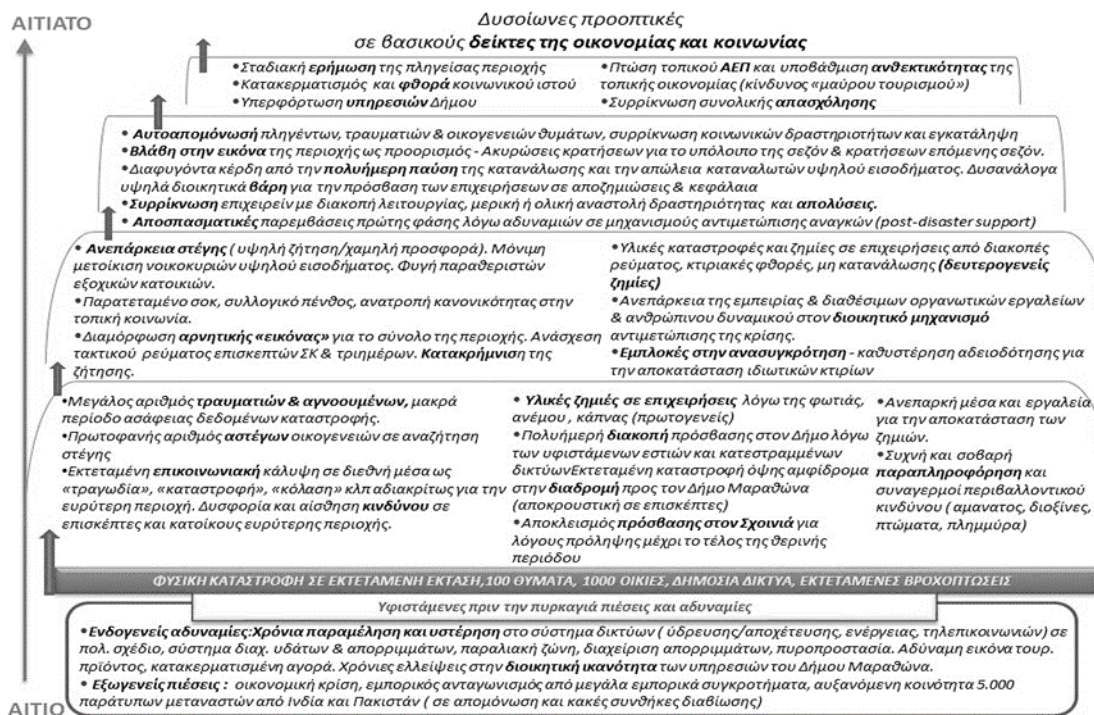 ΑΙΤΙΑΤΟ
Δυσοίωνες προοπτικές
σε βασικούς δείκτες της οικονομίας και κοινωνίας
•Σταδιακή ερήμωση της πληγείσας περιοχής
•Κατακερματισμός και φθορά κοινωνικού ιστού
•Υπερφόρτωση υπηρεσιών Δήμου
•Πτώση τοπικού ΑΕΠ και υποβάθμιση ανθεκτικότητας της
τοπικής οικονομίας (κίνδυνος «μαύρου τουρισμού»)
•Συρρίκνωση συνολικής απασχόλησης
• Αυτοαπομόνωσή πληγέντων, τραυματιών & οικογενειών θυμάτων, συρρίκνωση κοινωνικών δραστηριοτήτων και εγκατάληψη
• Βλάβη στην εικόνα της περιοχής ως προορισμός - Ακυρώσεις κρατήσεων για το υπόλοιπο της σεζόν & κρατήσεων επόμενης σεζόν.
• Διαφυγόντα κέρδη από την πολυήμερη παύση της κατανάλωσης και την απώλεια καταναλωτών υψηλού εισοδήματος. Δυσανάλογα
υψηλά διοικητικά βάρη για την πρόσβαση των επιχειρήσεων σε αποζημιώσεις & κεφάλαια
• Συρρίκνωση επιχειρείν με διακοπή λειτουργίας, μερική ή ολική αναστολή δραστηριότητας και απολύσεις.
• Αποσπασματικές παρεμβάσεις πρώτης φάσης λόγω αδυναμιών σε μηχανισμούς αντιμετώπισης αναγκών (post-disaster support)
• Ανεπάρκεια στέγης ( υψηλή ζήτηση/χαμηλή προσφορά). Μόνιμη
μετοίκιση νοικοκυριών υψηλού εισοδήματος. Φυγή παραθεριστών
εξοχικών κατοικιών.
•Παρατεταμένο σοκ, συλλογικό πένθος, ανατροπή κανονικότητας στην
τοπική κοινωνία.
•Διαμόρφωση αρνητικής «εικόνας» για το σύνολο της περιοχής. Ανάσχεση
τακτικού ρεύματος επισκεπτών ΣΚ & τριημέρων. Κατακρήμνιση της
ζήτησης.
•Υλικές καταστροφές και ζημίες σε επιχειρήσεις από διακοπές
ρεύματος, κτιριακές φθορές, μη κατανάλωσης (δευτερογενείς
ζημίες)
•Ανεπάρκεια της εμπειρίας & διαθέσιμων οργανωτικών εργαλείων
& ανθρώπινου δυναμικού στον διοικητικό μηχανισμό
αντιμετώπισης της κρίσης.
•Εμπλοκές στην ανασυγκρότηση - καθυστέρηση αδειοδότησης για
την αποκατάσταση ιδιωτικών κτιρίων
•Μεγάλος αριθμός τραυματιών & αγνοουμένων, μακρά
περίοδο ασάφειας δεδομένων καταστροφής.
•Πρωτοφανής αριθμός αστέγων οικογενειών σε αναζήτηση
στέγης
•Εκτεταμένη επικοινωνιακή κάλυψη σε διεθνή μέσα ως
«τραγωδία», «καταστροφή», «κόλαση» κλπ αδιακρίτως για την
ευρύτερη περιοχή. Δυσφορία και αίσθηση κινδύνου σε
επισκέπτες και κατοίκους ευρύτερης περιοχής.
• Υλικές ζημιές σε επιχειρήσεις λόγω της φωτιάς,
ανέμου , κάπνας (πρωτογενείς)
•Πολυήμερή διακοπή πρόσβασης στον Δήμο λόγω
των υφιστάμενων εστιών και κατεστραμμένων
δικτύωνΕκτεταμένη καταστροφή όψης αμφίδρομα
στην διαδρομή προς τον Δήμο Μαραθώνα
(αποκρουστική σε επισκέπτες)
•Αποκλεισμός πρόσβασης στον Σχοινιά για
λόγους πρόληψης μέχρι το τέλος της θερινής
περιόδου
•Ανεπαρκή μέσα και εργαλεία
για την αποκατάσταση των
ζημιών.
•Συχνή και σοβαρή
παραπληροφόρηση και
συναγερμοί περιβαλλοντικού
κινδύνου ( αμανατος, διοξίνες,
πτώματα, πλημμύρα)
ΦΥΣΙΚΗ ΚΑΤΑΣΤΡΟΦΗ ΣΕ ΕΚΤΕΤΑΜΕΝΗ ΕΚΤΑΣΗ,100 ΘΥΜΑΤΑ, 1000 ΟΙΚΙΕΣ, ΔΗΜΟΣΙΑ ΔΙΚΤΥΑ, ΕΚΤΕΤΑΜΕΝΕΣ ΒΡΟΧΟΠΤΩΣΕΙΣ
Υφιστάμενες πριν την πυρκαγιά πιέσεις και αδυναμίες
•Ενδογενείς αδυναμίες:Χρόνια παραμέληση και υστέρηση στο σύστημα δικτύων ( ύδρευσης/αποχέτευσης, ενέργειας, τηλεπικοινωνιών) σε
πολ. σχέδιο, σύστημα διαχ. υδάτων & απορριμμάτων, παραλιακή ζώνη, διαχείριση απορριμμάτων, πυροπροστασία. Αδύναμη εικόνα τουρ.
πρϊόντος, κατακερματισμένη αγορά. Χρόνιες ελλείψεις στην διοικητική ικανότητα των υπηρεσιών του Δήμου Μαραθώνα.
• Εξωγενείς πιέσεις : οικονομική κρίση, εμπορικός ανταγωνισμός από μεγάλα εμπορικά συγκροτήματα, αυξανόμενη κοινότητα 5.000
παράτυπων μεταναστών από Ινδία και Πακιστάν ( σε απομόνωση και κακές συνθήκες διαβίωσης)
ΑΙΤΙΟ